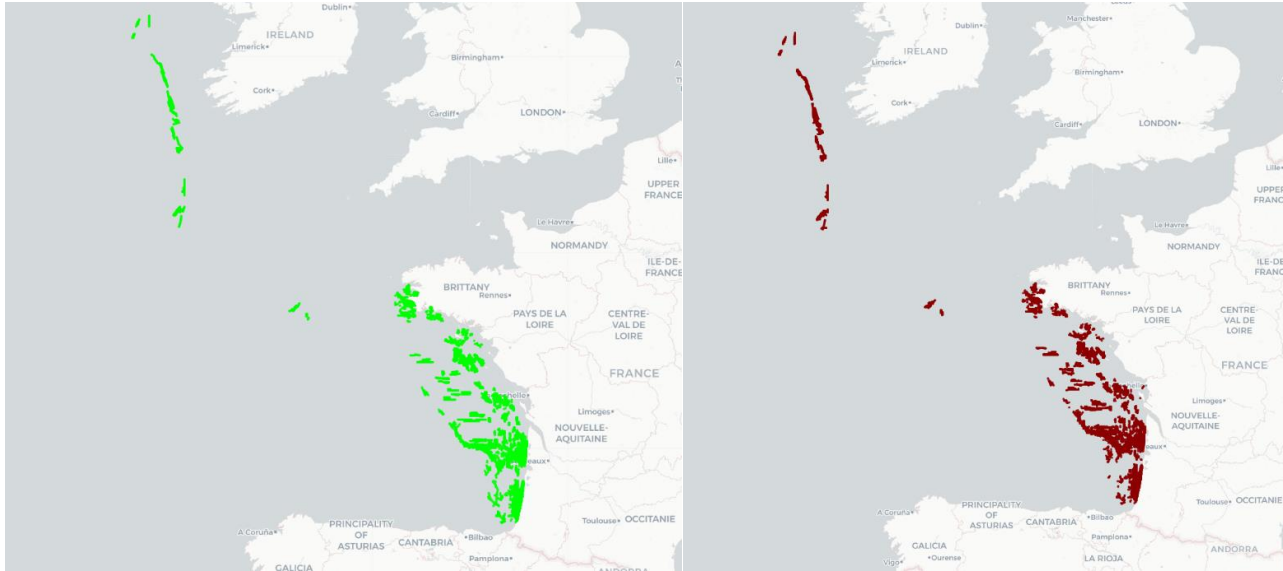 Dublin•
IRELAND
Limerick•
Birmingham•
Cork•
Cardiff•
LONDON•
Lille•
UPPER
FRANCE
Le Havre•
NORMANDY
ILE-DE-
FRANCE
BRITTANY
Rennes•
PAYS DE LA
LOIRE
CENTRE-
VAL DE
LOIRE
FRANCE
Limoges•
NOUVELLE-
AQUITAINE
Toulouse•
OCCITANIE
A Coruña•
PRINCIPALITY
OF
ASTURIAS
CANTABRIA
•Bilbao
Pamplona•
GALICIA
ANDORRA
Manchester•
Dublin•
IRELAND
Limerick•
Birmingham•
Cork•
Cardiff•
LONDON•
Lille•
UPPER
FRANCE
Le Havre•
NORMANDY
ILE-DE-
FRANCE
BRITTANY
Rennes•
PAYS DE LA
LOIRE
CENTRE-
VAL DE
LOIRE
FRANCE
Limoges•
NOUVELLE-
AQUITAINE
Toulouse•
OCCITANIE
A Coruña•
PRINCIPALITY
OF
ASTURIAS
CANTABRIA
•Bilbao
Pamplona•
GALICIA
Vigo•
•Ourense
LA RIOJA
ANDORRA